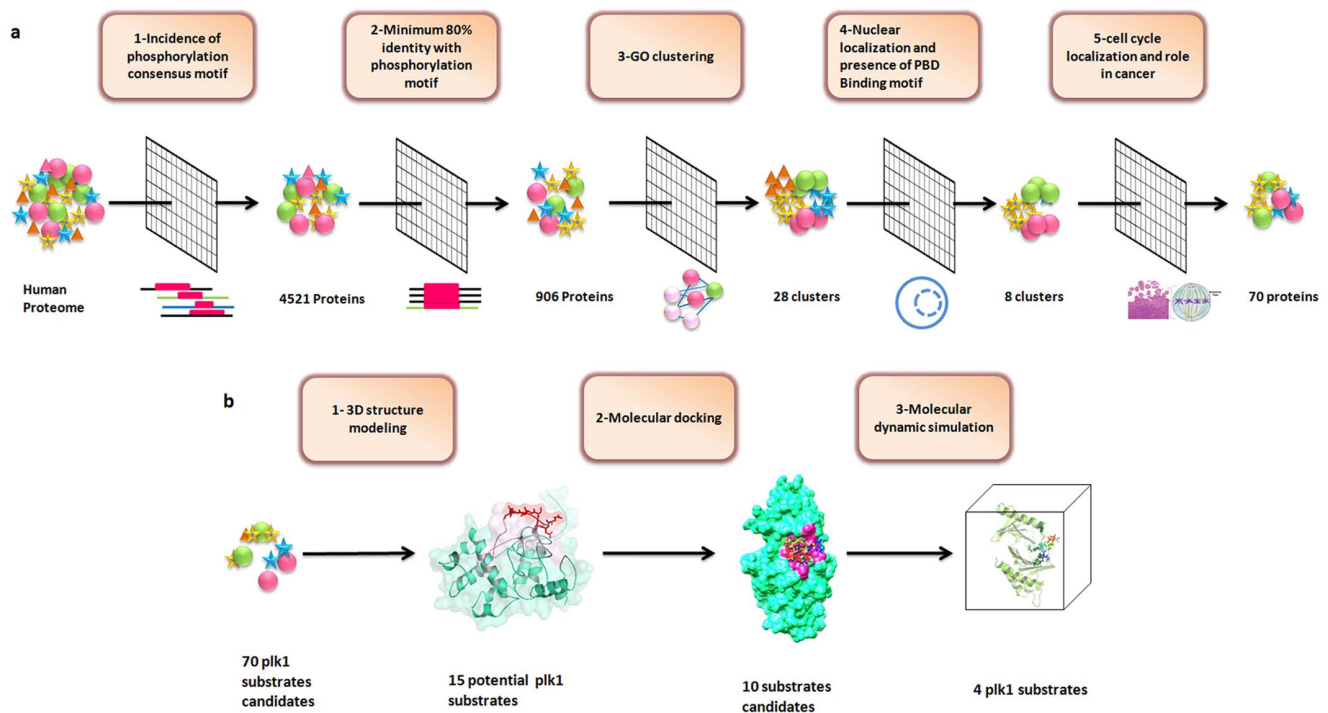 a
1-Incidence of
phosphorylation
consensus motif
2-Minimum 80%
identity with
phosphorylation
motif
3-GO clustering
4-Nuclear
localization and
presence of PBD
Binding motif
5-cell cycle
localization and role
in cancer
Human
Proteome
4521 Proteins
906 Proteins
28 clusters
8 clusters
70 proteins
b
1- 3D structure
modeling
2-Molecular docking
3-Molecular
dynamic simulation
70 plk1
substrates
candidates
15 potential plk1
substrates
10 substrates
candidates
4 plk1 substrates